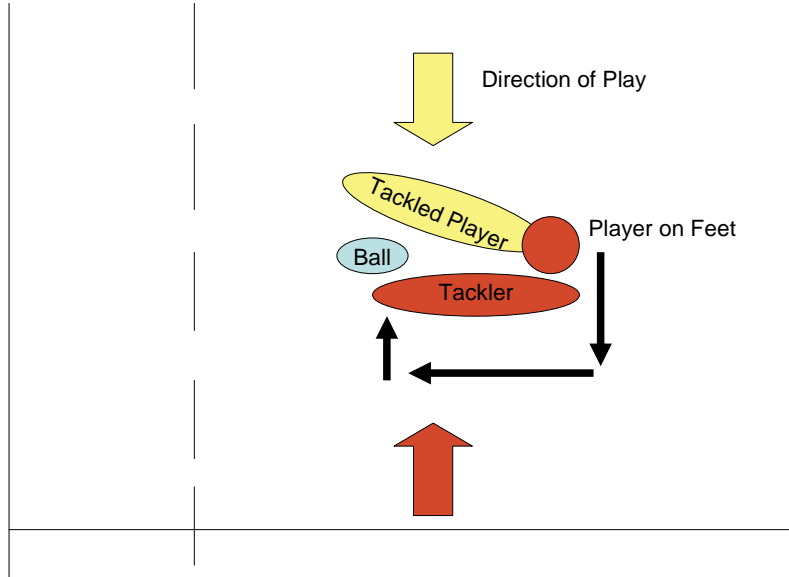 Direction of Play
Tackled Player
Player on Feet
Ball
Tackler